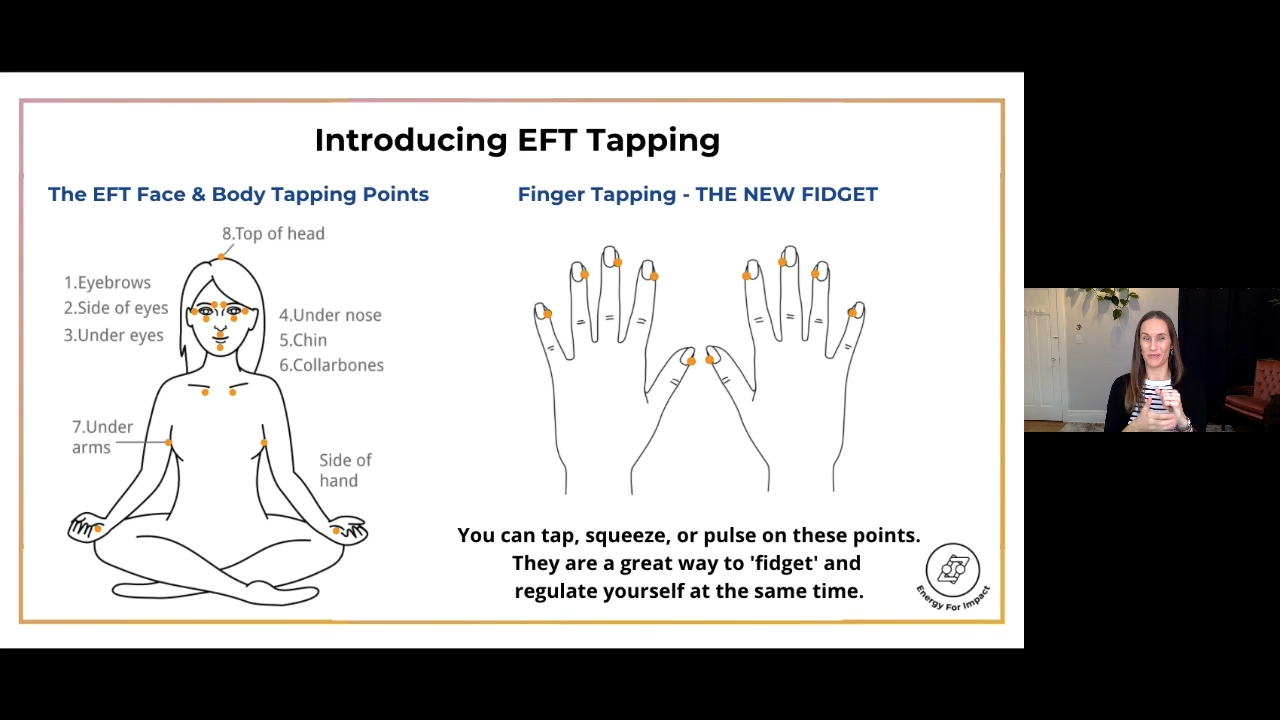 Introducing EFT Tapping
The EFT Face & Body Tapping Points
8.Top of head
1.Eyebrows
2.Side of eyes
3.Under eyes
4.Under nose
5.Chin
6.Collarbones
7.Under
arms
Side of
hand
Finger Tapping - THE NEW FIDGET
You can tap, squeeze, or pulse on these points.
They are a great way to 'fidget' and
regulate yourself at the same time.
Energy For Impact